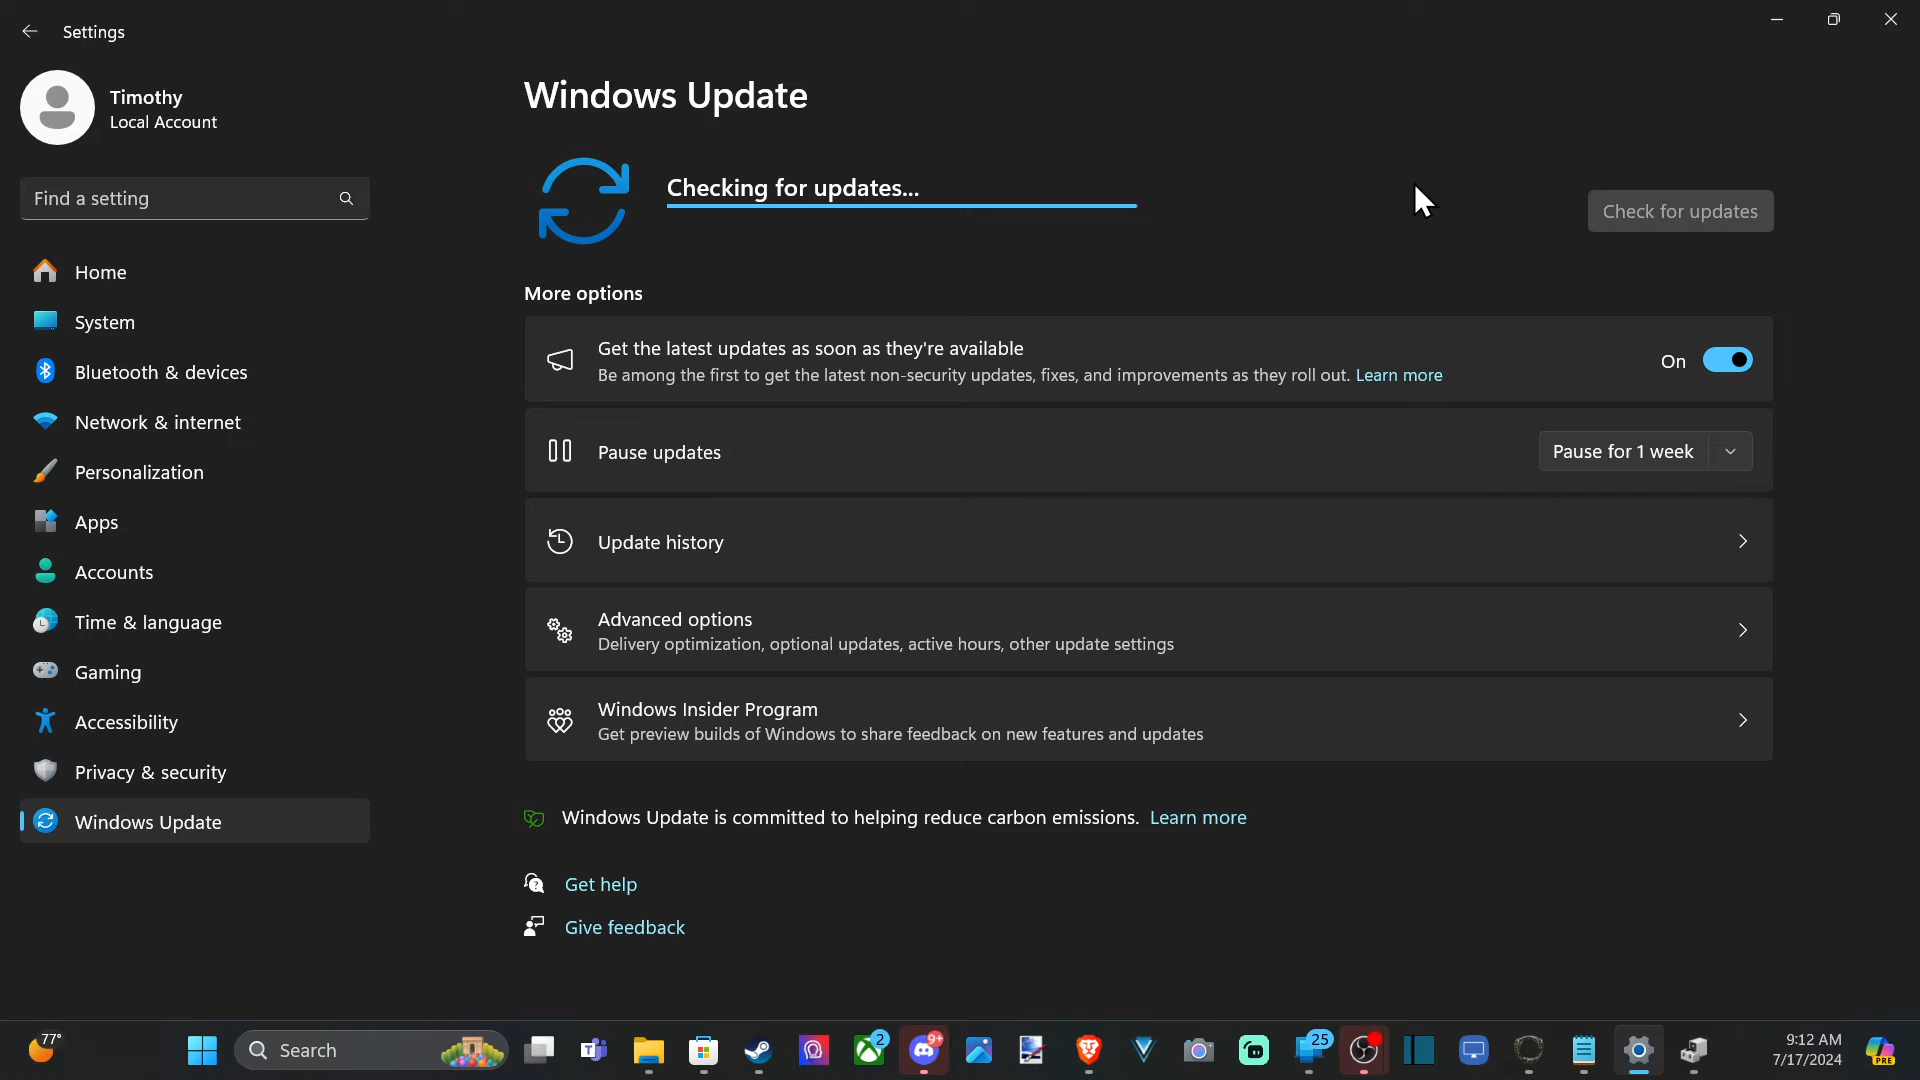 Settings
Timothy
Local Account
Find a setting
Home
System
Bluetooth & devices
Network & internet
Personalization
Apps
Accounts
Time & language
Gaming
Accessibility
Privacy & security
Windows Update
Windows Update
Checking for updates...
Check for updates
More options
Get the latest updates as soon as they're available
Be among the first to get the latest non-security updates, fixes, and improvements as they roll out. Learn more
On
Pause updates
Pause for 1 week
Update history
Advanced options
Delivery optimization, optional updates, active hours, other update settings
Windows Insider Program
Get preview builds of Windows to share feedback on new features and updates
Windows Update is committed to helping reduce carbon emissions. Learn more
Get help
Give feedback
77°
Search
2
9+
25
9:12 AM
7/17/2024
PRE